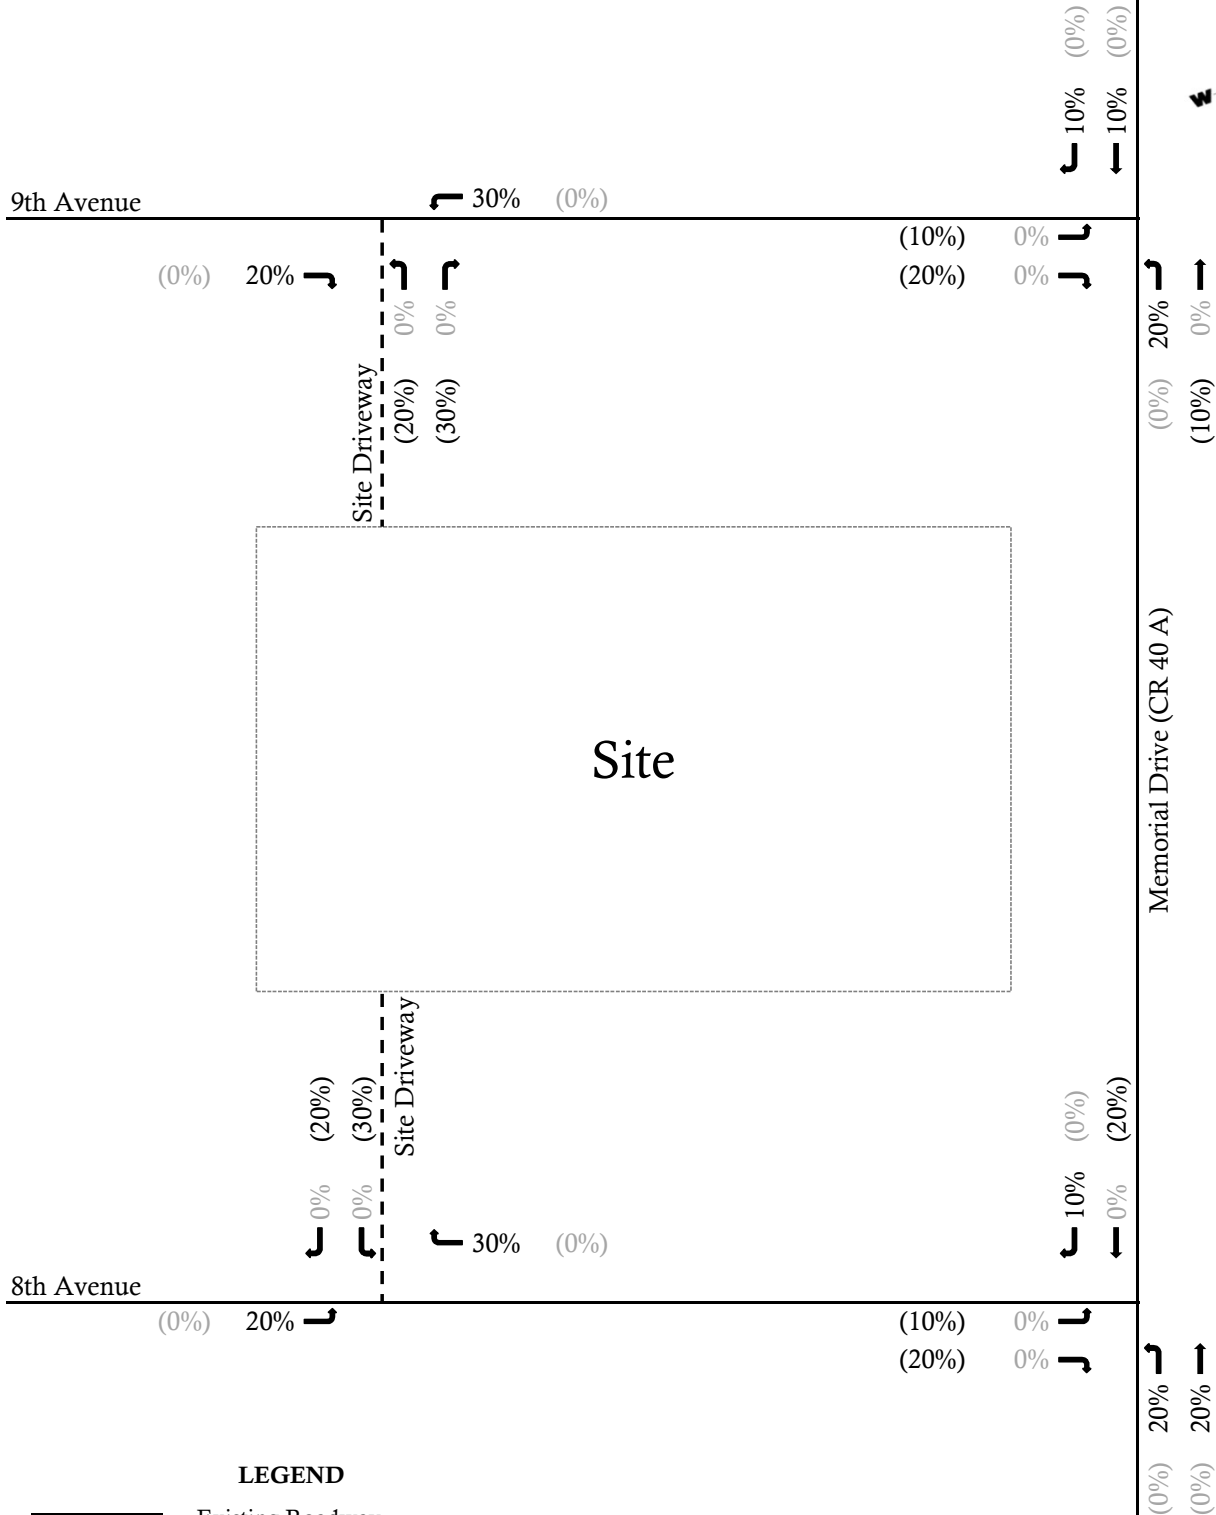 (0%) (0%)
10% 10%
W
9th Avenue
30% (0%)
(10%) 0%
(0%) 20%
(20%) 0%
0% 0%
20% 0%
(20%) (30%)
(0%) (10%)
Site Driveway
Site
Memorial Drive (CR 40 A)
Site Driveway
(20%) (30%)
(0%) (20%)
0% 0%
10% 0%
30% (0%)
8th Avenue
(0%) 20%
(10%) 0%
(20%) 0%
20% 20%
(0%) (0%)
LEGEND
Existing Roadway